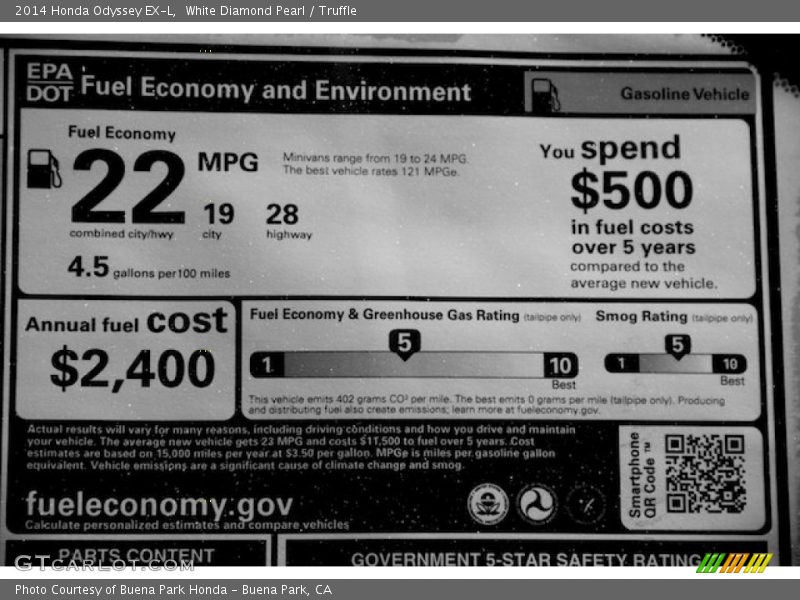 2014 Honda Odyssey EX-L, White Diamond Pearl / Truffle
EPA
DOT
Fuel Economy and Environment
Gasoline Vehicle
Fuel Economy
22 MPG
combined city/hwy
19
city
28
highway
Minivans range from 19 to 24 MPG.
The best vehicle rates 121 MPGe.
4.5 gallons per 100 miles
You spend
$500
in fuel costs
over 5 years
compared to the
average new vehicle.
Annual fuel cost
$2,400
Fuel Economy & Greenhouse Gas Rating (tailpipe only)
5
1
10
Best
Smog Rating (tailpipe only)
5
1
10
Best
This vehicle emits 402 grams CO² per mile. The best emits 0 grams per mile (tailpipe only). Producing
and distributing fuel also create emissions; learn more at fueleconomy.gov.
Actual results will vary for many reasons, including driving conditions and how you drive and maintain
your vehicle. The average new vehicle gets 23 MPG and costs $11,500 to fuel over 5 years. Cost
estimates are based on 15,000 miles per year at $3.50 per gallon. MPGe is miles per gasoline gallon
equivalent. Vehicle emissions are a significant cause of climate change and smog.
fueleconomy.gov
Calculate personalized estimates and compare vehicles
Smartphone
QR Code™
PARTS CONTENT
GOVERNMENT 5-STAR SAFETY RATING
GTCARLOT.COM
Photo Courtesy of Buena Park Honda - Buena Park, CA